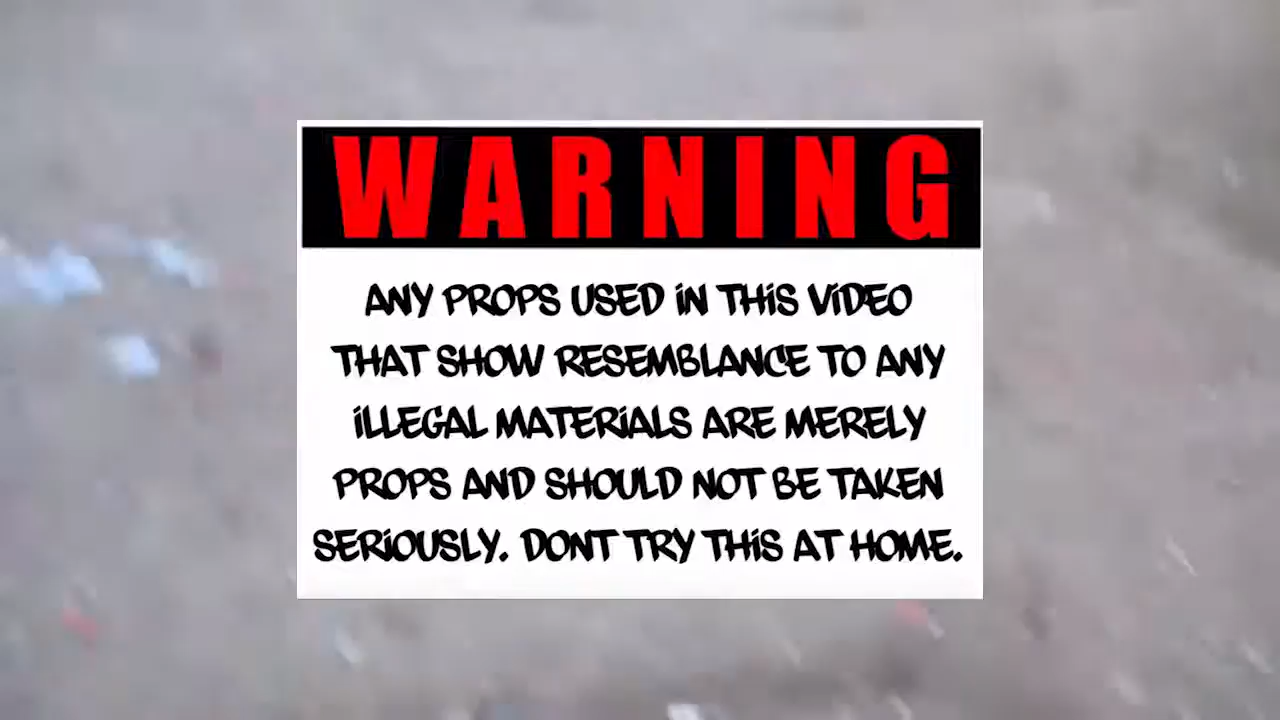 WARNING
ANY PROPS USED iN THiS ViDEO
THAT SHOW RESEMBLANCE TO ANY
iLLEGAL MATERiALS ARE MERELY
PROPS AND SHOULD NOT BE TAKEN
SERiOUSLY. DONT TRY THiS AT HOME.